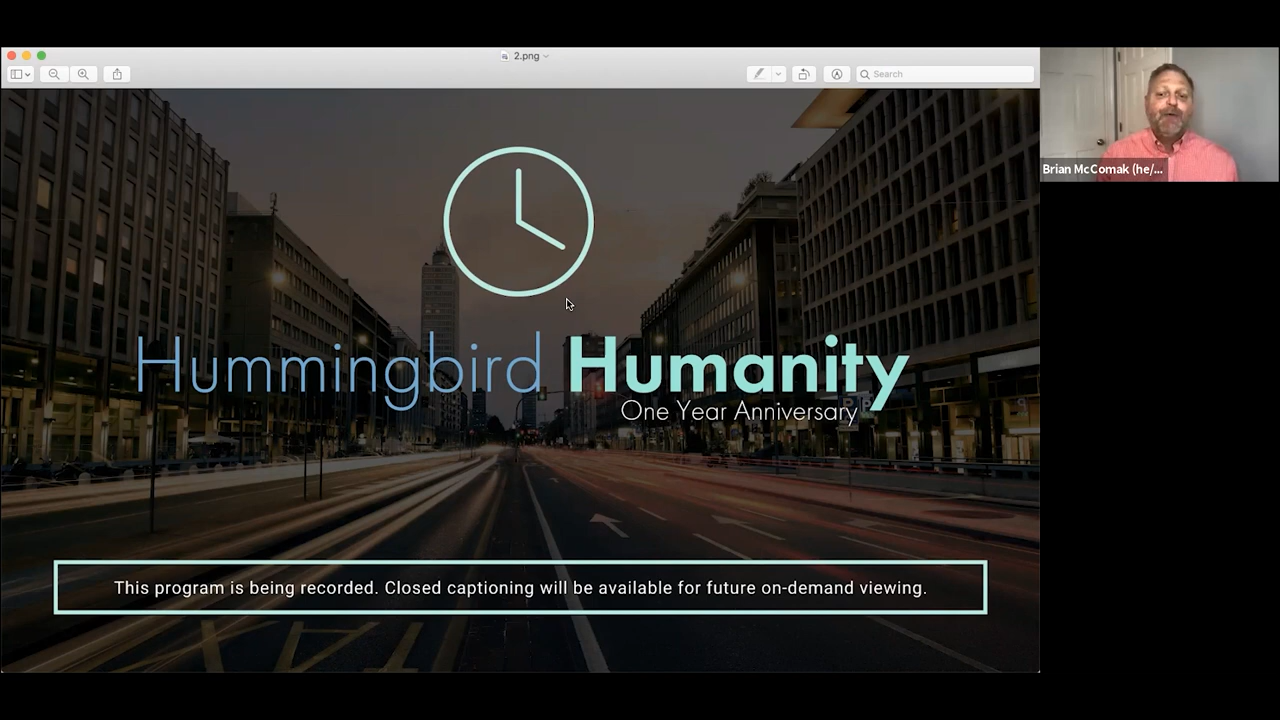 2.png
Search
Brian McComak (he/...
Hummingbird Humanity
One Year Anniversary
This program is being recorded. Closed captioning will be available for future on-demand viewing.